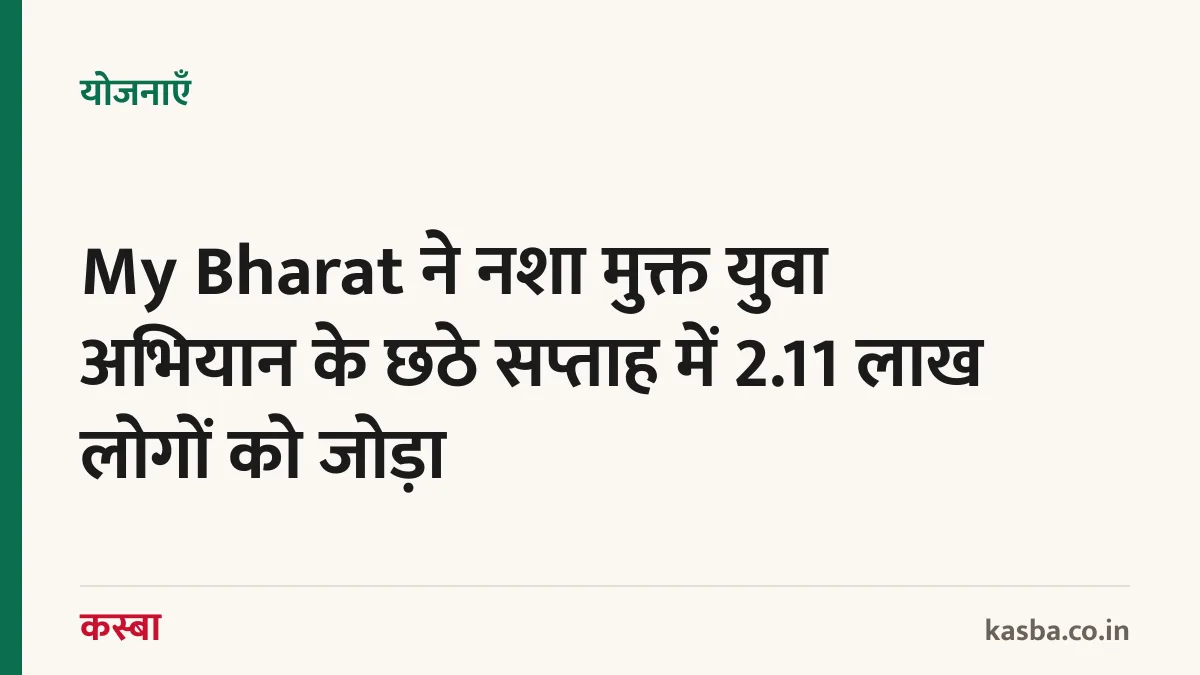 योजनाएँ
My Bharat ने नशा मुक्त युवा
अभियान के छठे सप्ताह में 2.11 लाख
लोगों को जोड़ा
कस्बा
kasba.co.in